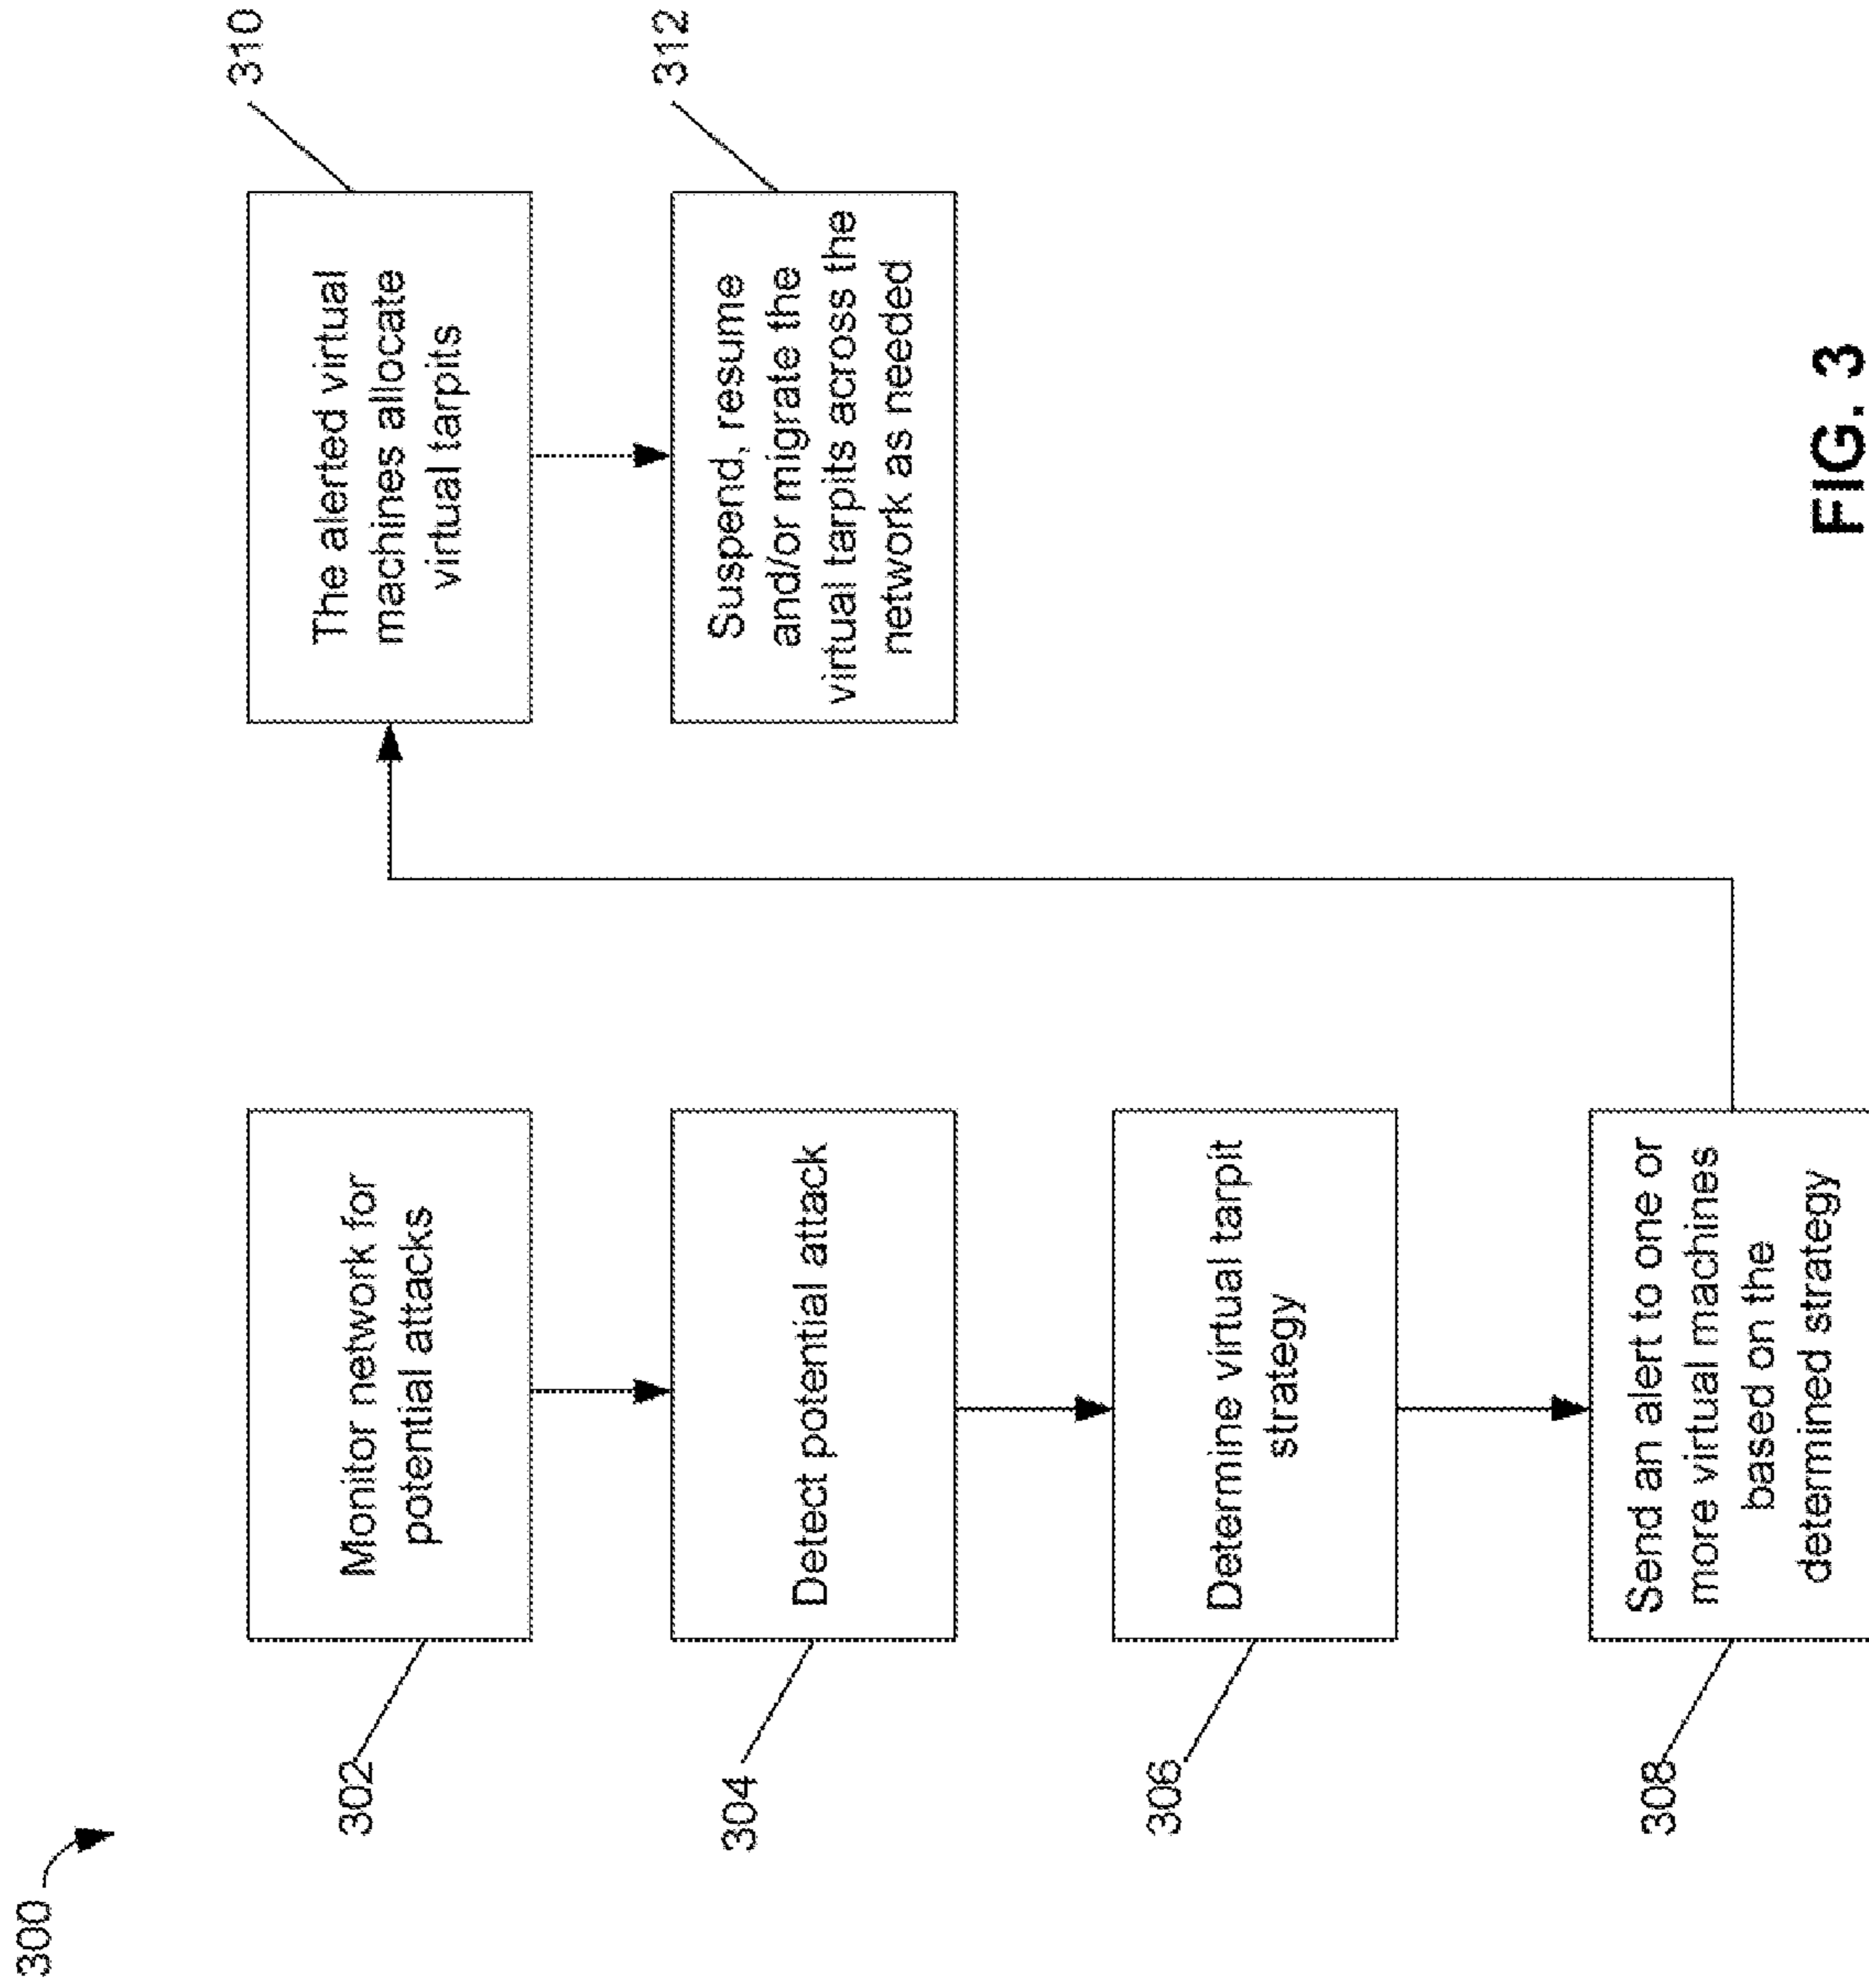 300
302
Monitor network for
potential attacks
304
Detect potential attack
306
Determine virtual tarpit
strategy
308
Send an alert to one or
more virtual machines
based on the
determined strategy
310
The alerted virtual
machines allocate
virtual tarpits
312
Suspend, resume
and/or migrate the
virtual tarpits across the
network as needed
FIG. 3